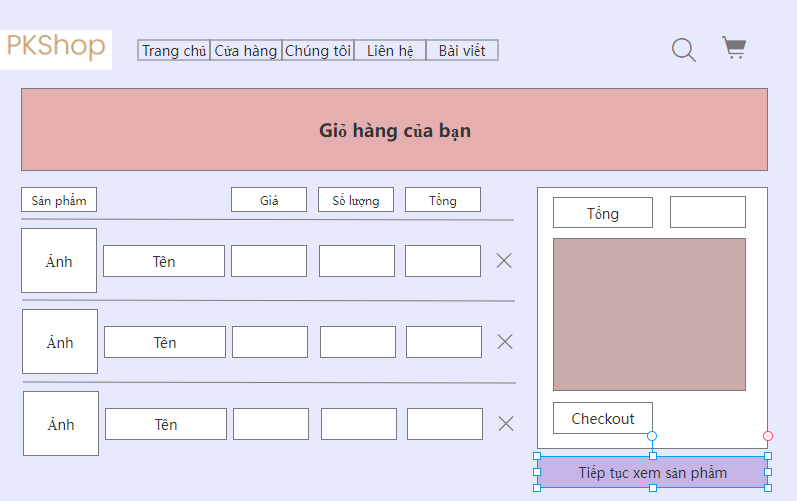 PKShop
Trang chủ Cửa hàng Chúng tôi Liên hệ Bài viết
Giỏ hàng của bạn
Sản phẩm Giá Số lượng Tổng
Ảnh Tên
Ảnh Tên
Ảnh Tên
Tổng
Checkout
Tiếp tục xem sản phẩm